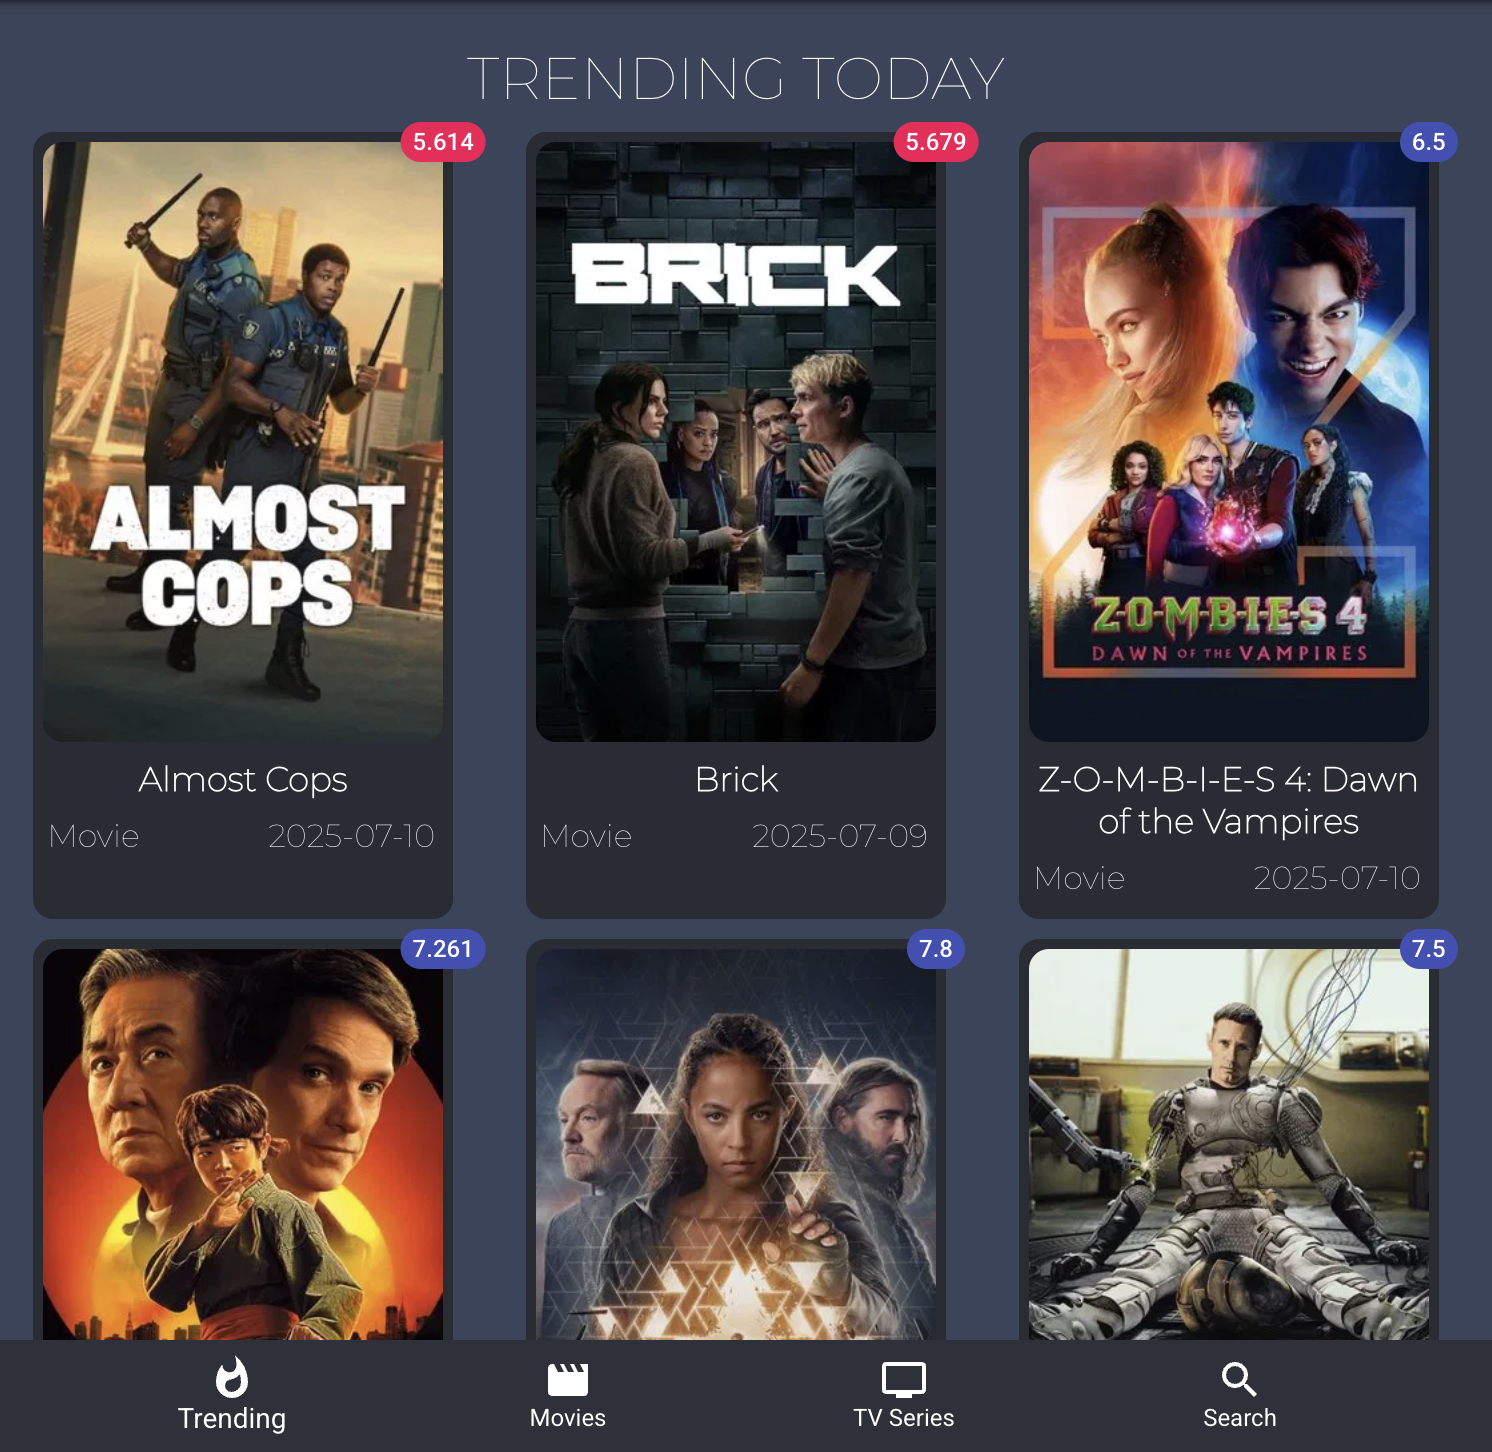 TRENDING TODAY
5.614
5.679
6.5
ALMOST
COPS
BRICK
Z-O-M-B-I-E-S 4
DAWN OF THE VAMPIRES
Almost Cops
Movie 2025-07-10
Brick
Movie 2025-07-09
Z-O-M-B-I-E-S 4: Dawn
of the Vampires
Movie 2025-07-10
7.261
7.8
7.5
Trending
Movies
TV Series
Search